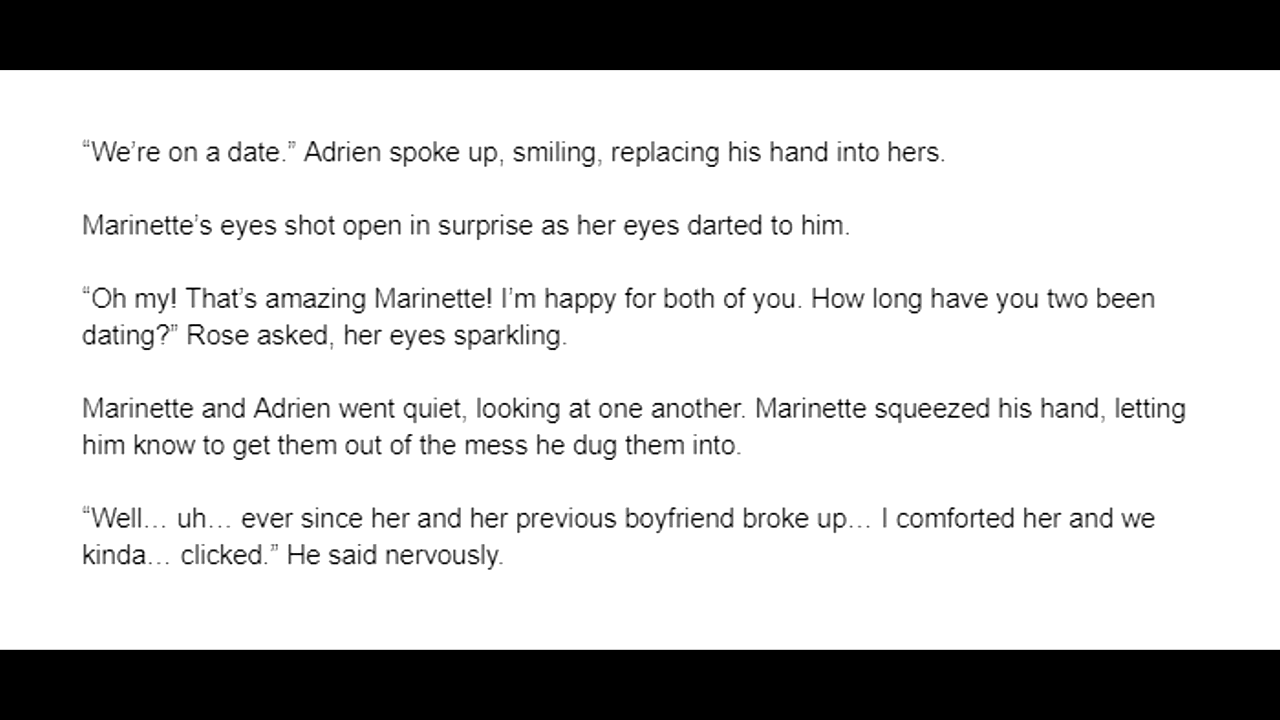 “We’re on a date.” Adrien spoke up, smiling, replacing his hand into hers.
Marinette’s eyes shot open in surprise as her eyes darted to him.
“Oh my! That’s amazing Marinette! I’m happy for both of you. How long have you two been
dating?” Rose asked, her eyes sparkling.
Marinette and Adrien went quiet, looking at one another. Marinette squeezed his hand, letting
him know to get them out of the mess he dug them into.
“Well… uh… ever since her and her previous boyfriend broke up… I comforted her and we
kinda… clicked.” He said nervously.